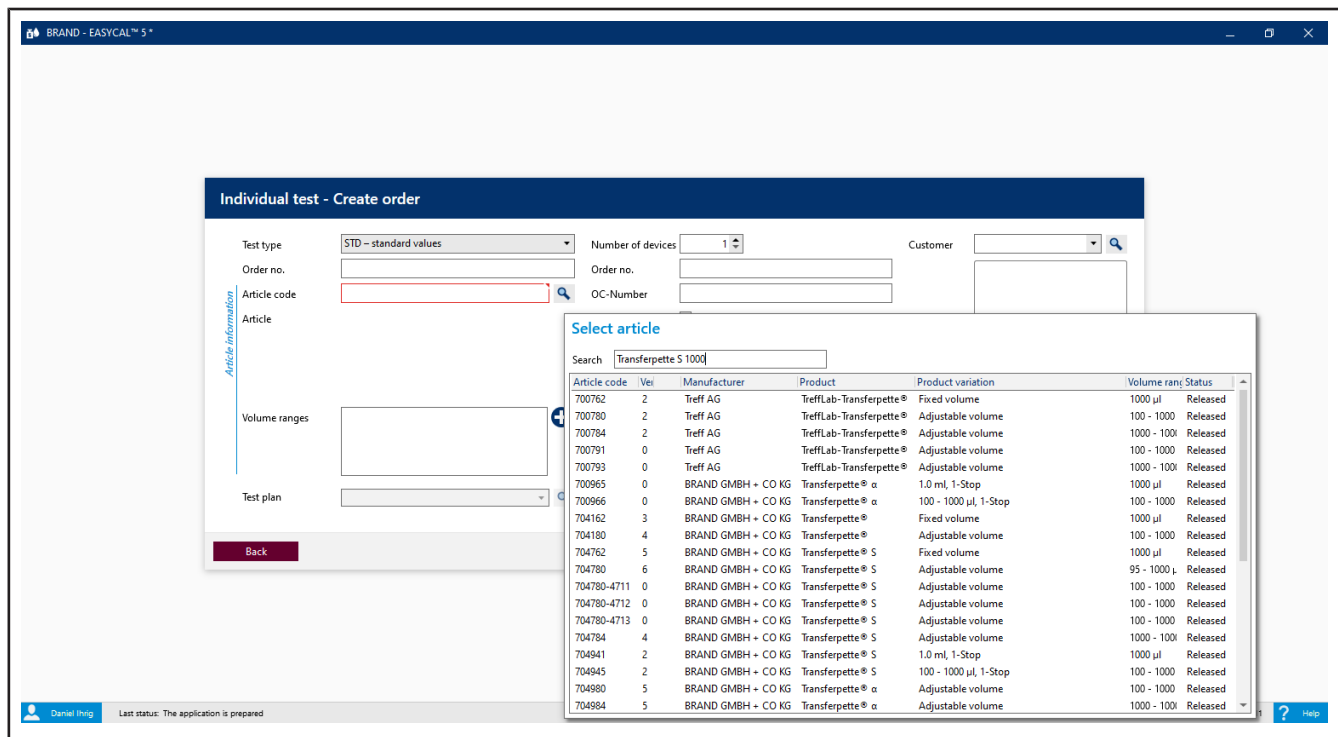 BRAND - EASYCAL™ 5 *
Individual test - Create order
Test type STD – standard values Number of devices 1 Customer
Order no. Order no.
Article information
Article code OC-Number
Article
Volume ranges
Test plan
Back
Select article
Search Transferpette S 1000
Article code Ver Manufacturer Product Product variation Volume rang Status
700762 2 Treff AG TreffLab-Transferpette® Fixed volume 1000 µl Released
700780 2 Treff AG TreffLab-Transferpette® Adjustable volume 100 - 1000 Released
700784 2 Treff AG TreffLab-Transferpette® Adjustable volume 1000 - 1000 Released
700791 0 Treff AG TreffLab-Transferpette® Adjustable volume 100 - 1000 Released
700793 0 Treff AG TreffLab-Transferpette® Adjustable volume 1000 - 1000 Released
700965 0 BRAND GMBH + CO KG Transferpette® α 1.0 ml, 1-Stop 1000 µl Released
700966 0 BRAND GMBH + CO KG Transferpette® α 100 - 1000 µl, 1-Stop 100 - 1000 Released
704162 3 BRAND GMBH + CO KG Transferpette® Fixed volume 1000 µl Released
704180 4 BRAND GMBH + CO KG Transferpette® Adjustable volume 100 - 1000 Released
704762 5 BRAND GMBH + CO KG Transferpette® S Fixed volume 1000 µl Released
704780 6 BRAND GMBH + CO KG Transferpette® S Adjustable volume 95 - 1000 µ Released
704780-4711 0 BRAND GMBH + CO KG Transferpette® S Adjustable volume 100 - 1000 Released
704780-4712 0 BRAND GMBH + CO KG Transferpette® S Adjustable volume 100 - 1000 Released
704780-4713 0 BRAND GMBH + CO KG Transferpette® S Adjustable volume 100 - 1000 Released
704784 4 BRAND GMBH + CO KG Transferpette® S Adjustable volume 1000 - 1000 Released
704941 2 BRAND GMBH + CO KG Transferpette® S 1.0 ml, 1-Stop 1000 µl Released
704945 2 BRAND GMBH + CO KG Transferpette® S 100 - 1000 µl, 1-Stop 100 - 1000 Released
704980 5 BRAND GMBH + CO KG Transferpette® α Adjustable volume 100 - 1000 Released
704984 5 BRAND GMBH + CO KG Transferpette® α Adjustable volume 1000 - 1000 Released
Daniel Ihrig Last status: The application is prepared 1 ? Help